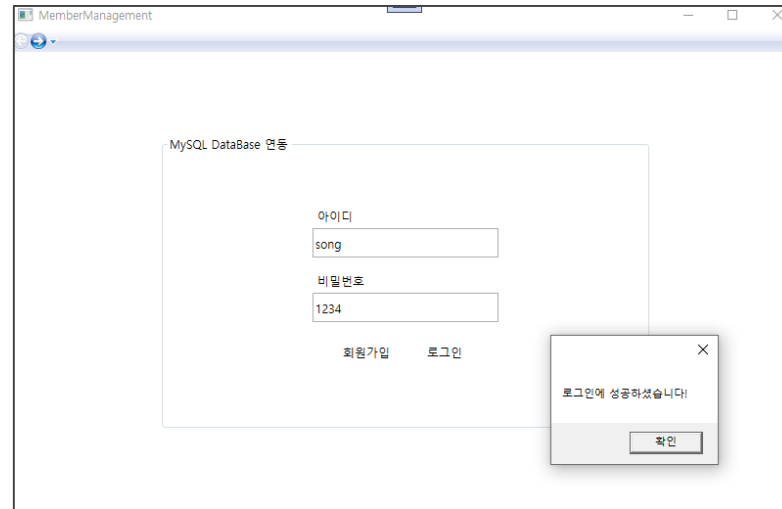 MemberManagement
MySQL DataBase 연동
아이디
song
비밀번호
1234
회원가입 로그인
로그인에 성공하셨습니다!
확인